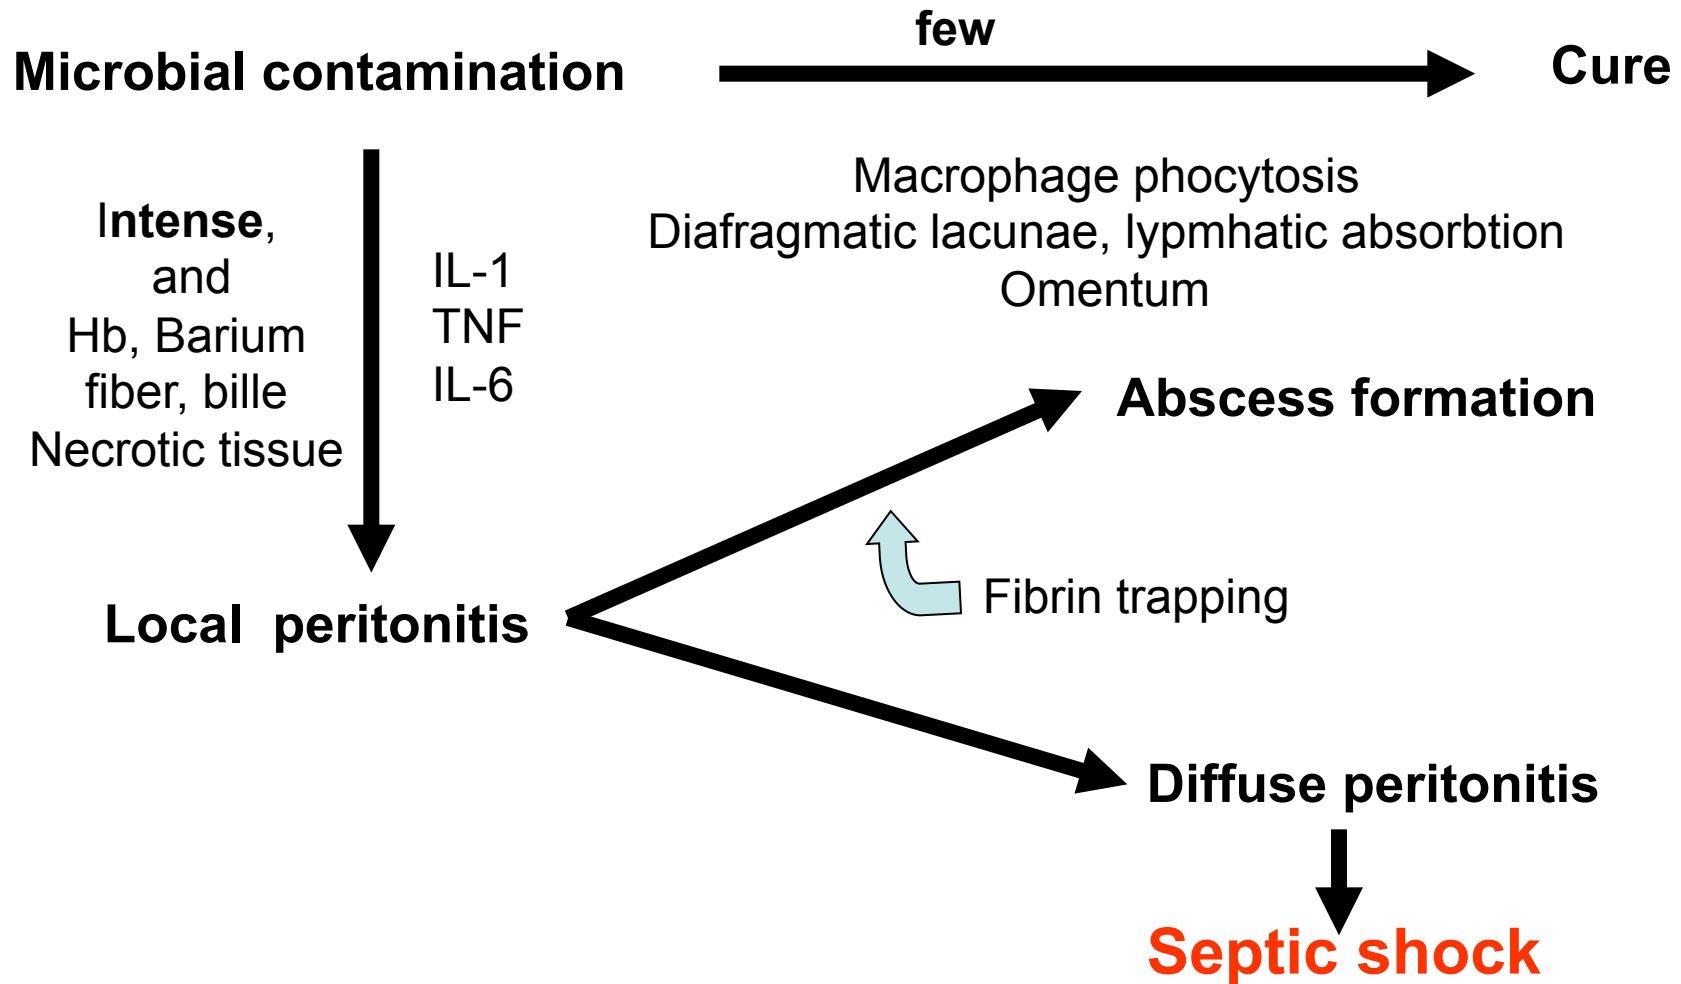 few
Microbial contamination
Cure
Macrophage phocytosis
Diafragmatic lacunae, lypmhatic absorbtion
Omentum
Intense,
and
Hb, Barium
fiber, bille
Necrotic tissue
IL-1
TNF
IL-6
Abscess formation
Fibrin trapping
Local peritonitis
Diffuse peritonitis
Septic shock